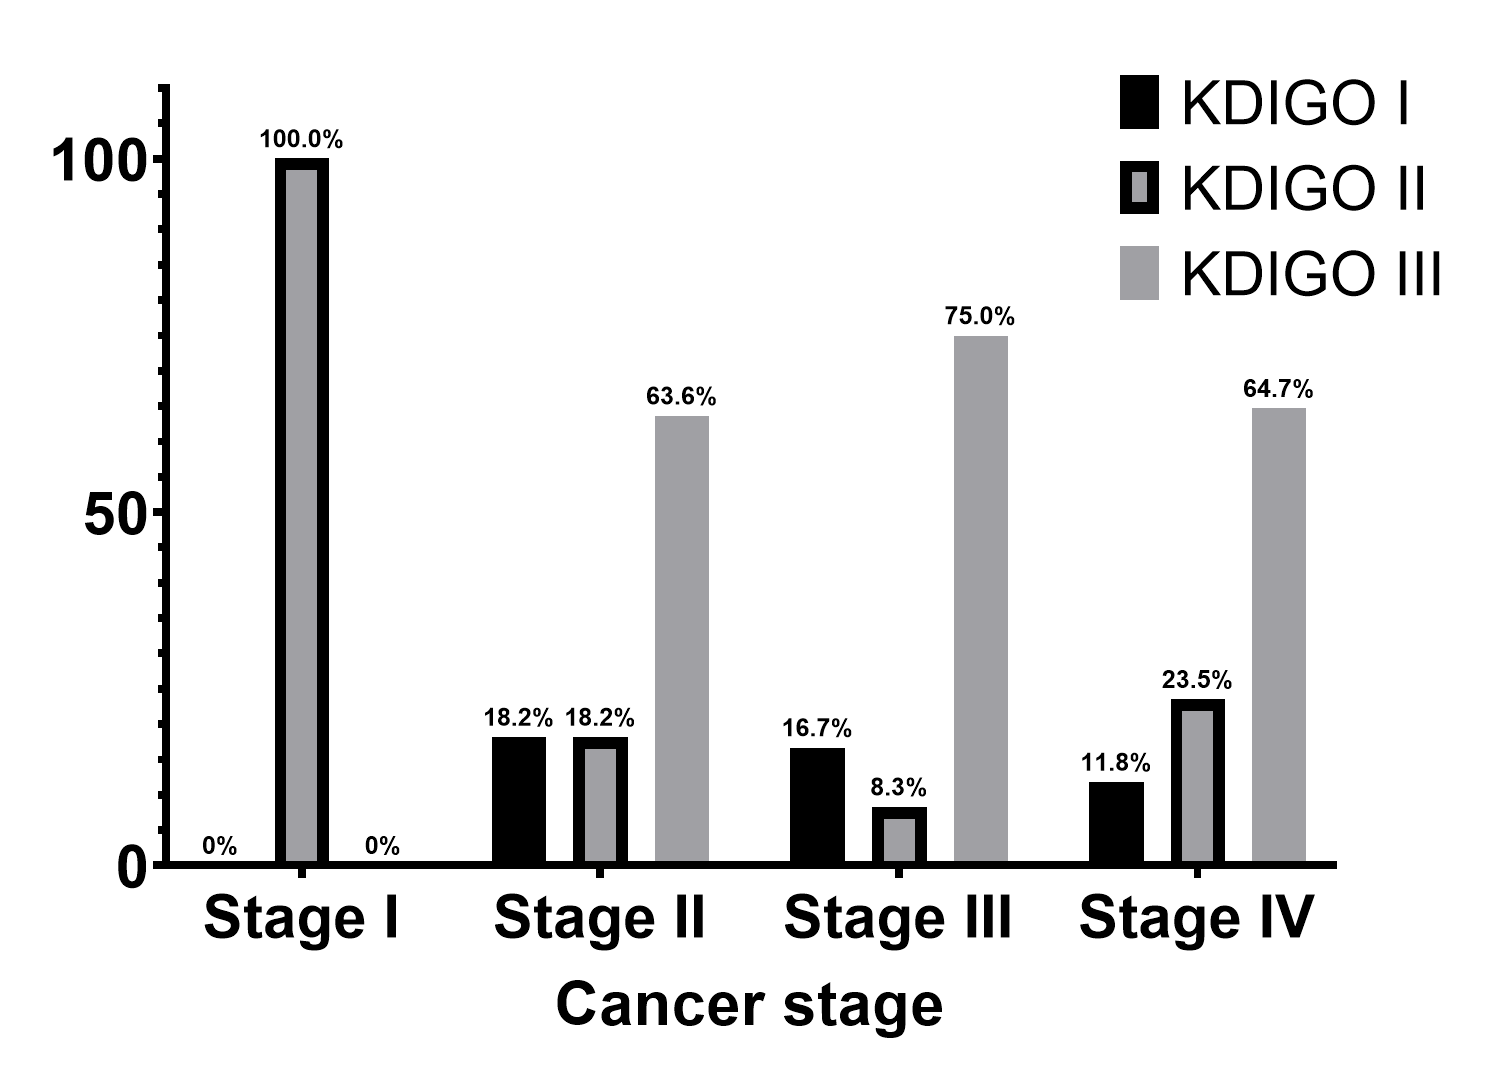 KDIGO I
KDIGO II
KDIGO III
100
50
0
0%
100.0%
0%
18.2%
18.2%
63.6%
16.7%
8.3%
75.0%
11.8%
23.5%
64.7%
Stage I
Stage II
Stage III
Stage IV
Cancer stage